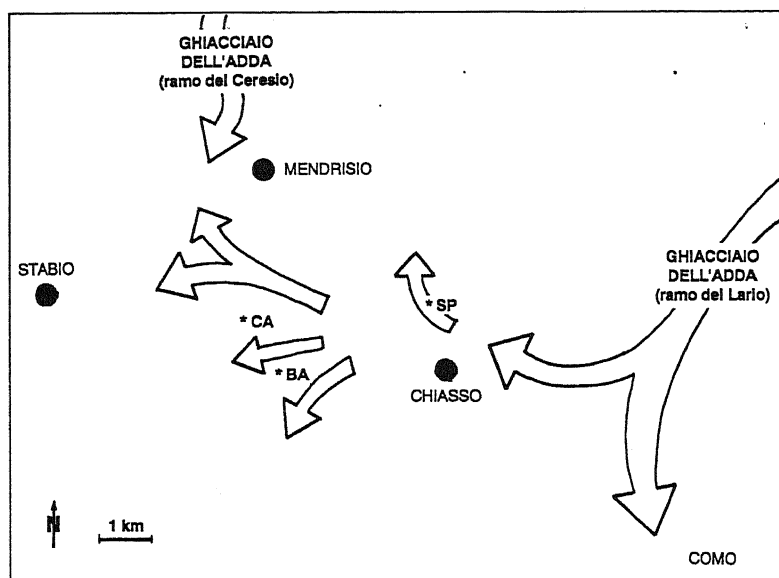 GHIACCIAIO
DELL'ADDA
(ramo del Ceresio)
MENDRISIO
GHIACCIAIO
DELL'ADDA
(ramo del Lario)
STABIO
* SP
* CA
* BA
CHIASSO
N
1 km
COMO